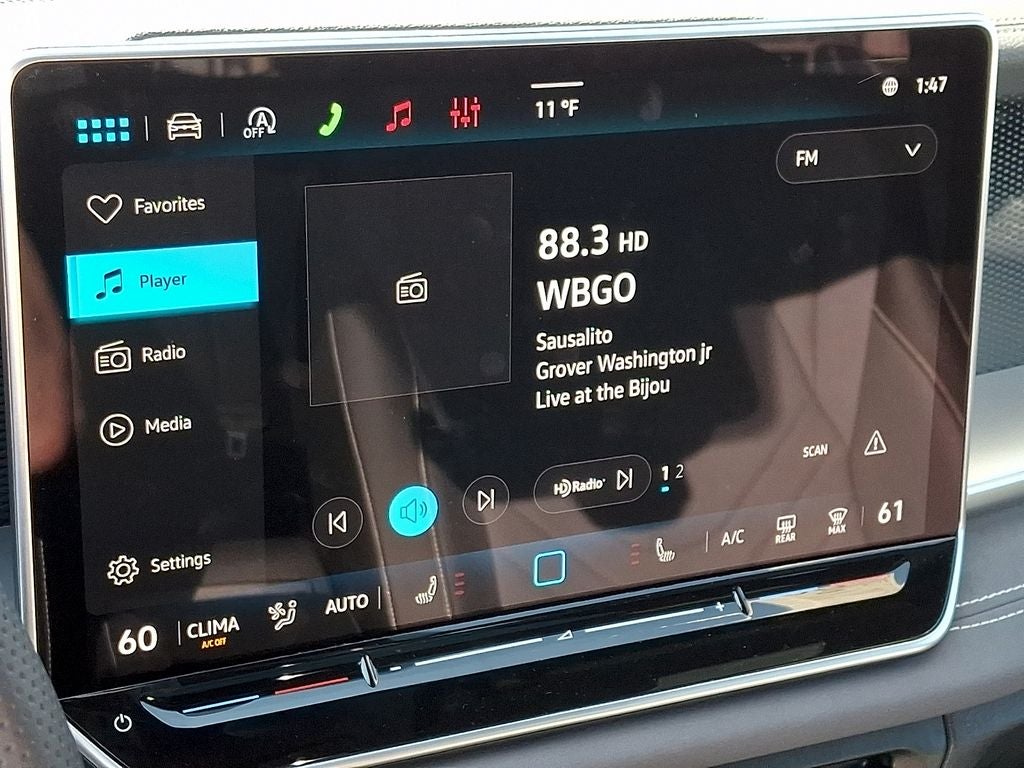 OFF
11 °F
1:47
FM
Favorites
Player
Radio
Media
Settings
88.3 HD
WBGO
Sausalito
Grover Washington jr
Live at the Bijou
HD Radio
1 2
SCAN
60
CLIMA
A/C OFF
AUTO
A/C
REAR
MAX
61
- +